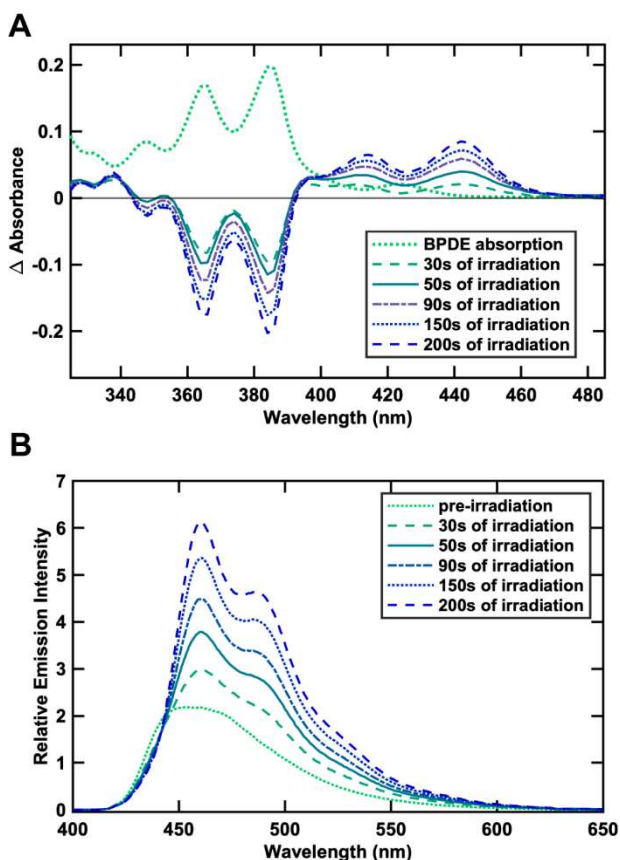 A
0.2
0.1
0
-0.1
-0.2
Δ Absorbance
BPDE absorption
30s of irradiation
50s of irradiation
90s of irradiation
150s of irradiation
200s of irradiation
340 360 380 400 420 440 460 480
Wavelength (nm)
B
7
6
5
4
3
2
1
0
Relative Emission Intensity
pre-irradiation
30s of irradiation
50s of irradiation
90s of irradiation
150s of irradiation
200s of irradiation
400 450 500 550 600 650
Wavelength (nm)